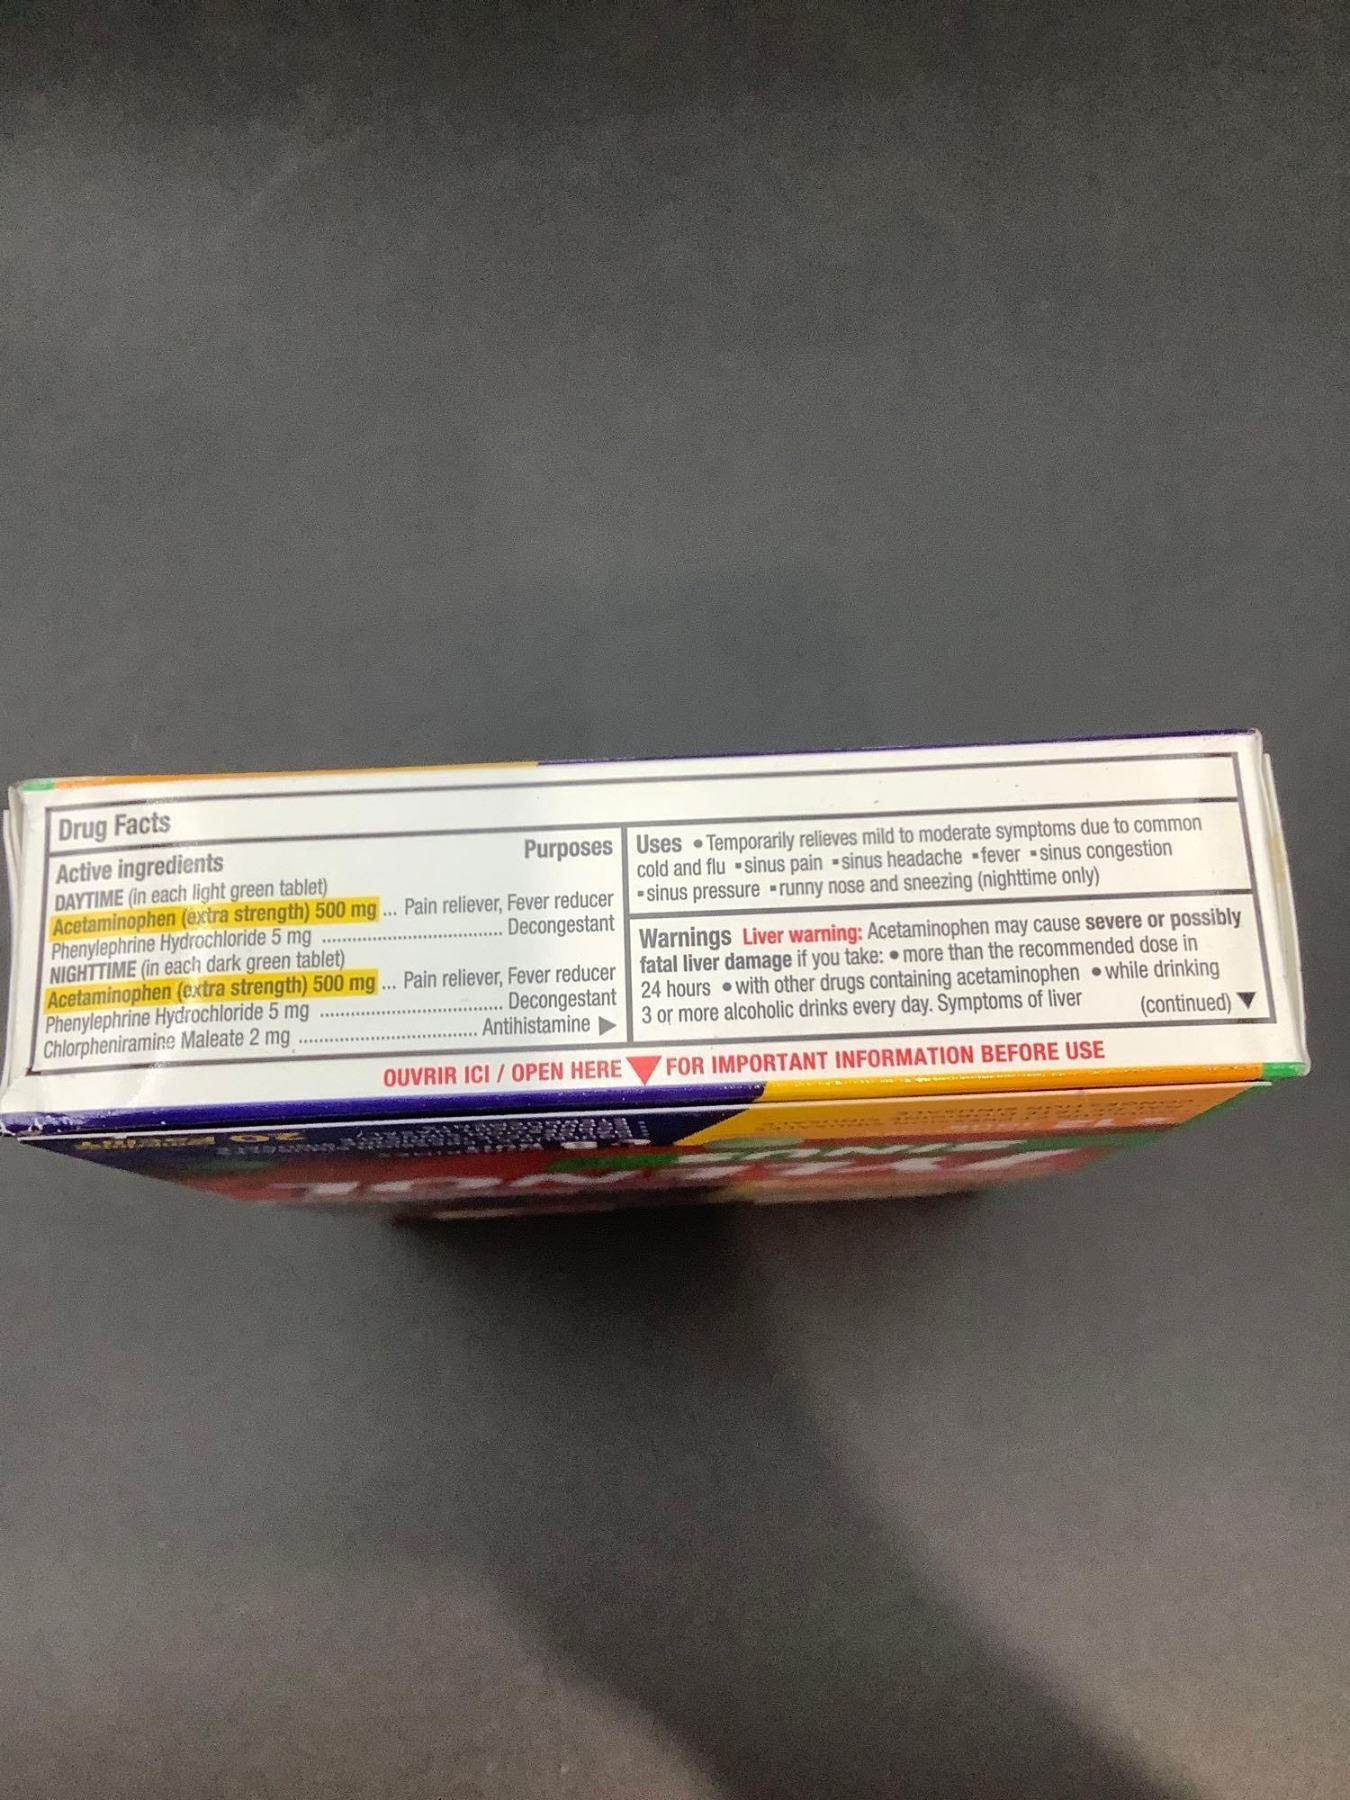 Drug Facts
Active ingredients Purposes
DAYTIME (in each light green tablet)
Acetaminophen (extra strength) 500 mg ... Pain reliever, Fever reducer
Phenylephrine Hydrochloride 5 mg ........ Decongestant
NIGHTTIME (in each dark green tablet)
Acetaminophen (extra strength) 500 mg ... Pain reliever, Fever reducer
Phenylephrine Hydrochloride 5 mg ........ Decongestant
Chlorpheniramine Maleate 2 mg ........ Antihistamine ▶
Uses • Temporarily relieves mild to moderate symptoms due to common
cold and flu ▪ sinus pain ▪ sinus headache ▪ fever ▪ sinus congestion
▪ sinus pressure ▪ runny nose and sneezing (nighttime only)
Warnings Liver warning: Acetaminophen may cause severe or possibly
fatal liver damage if you take: • more than the recommended dose in
24 hours • with other drugs containing acetaminophen • while drinking
3 or more alcoholic drinks every day. Symptoms of liver (continued) ▼
OUVRIR ICI / OPEN HERE ▼ FOR IMPORTANT INFORMATION BEFORE USE